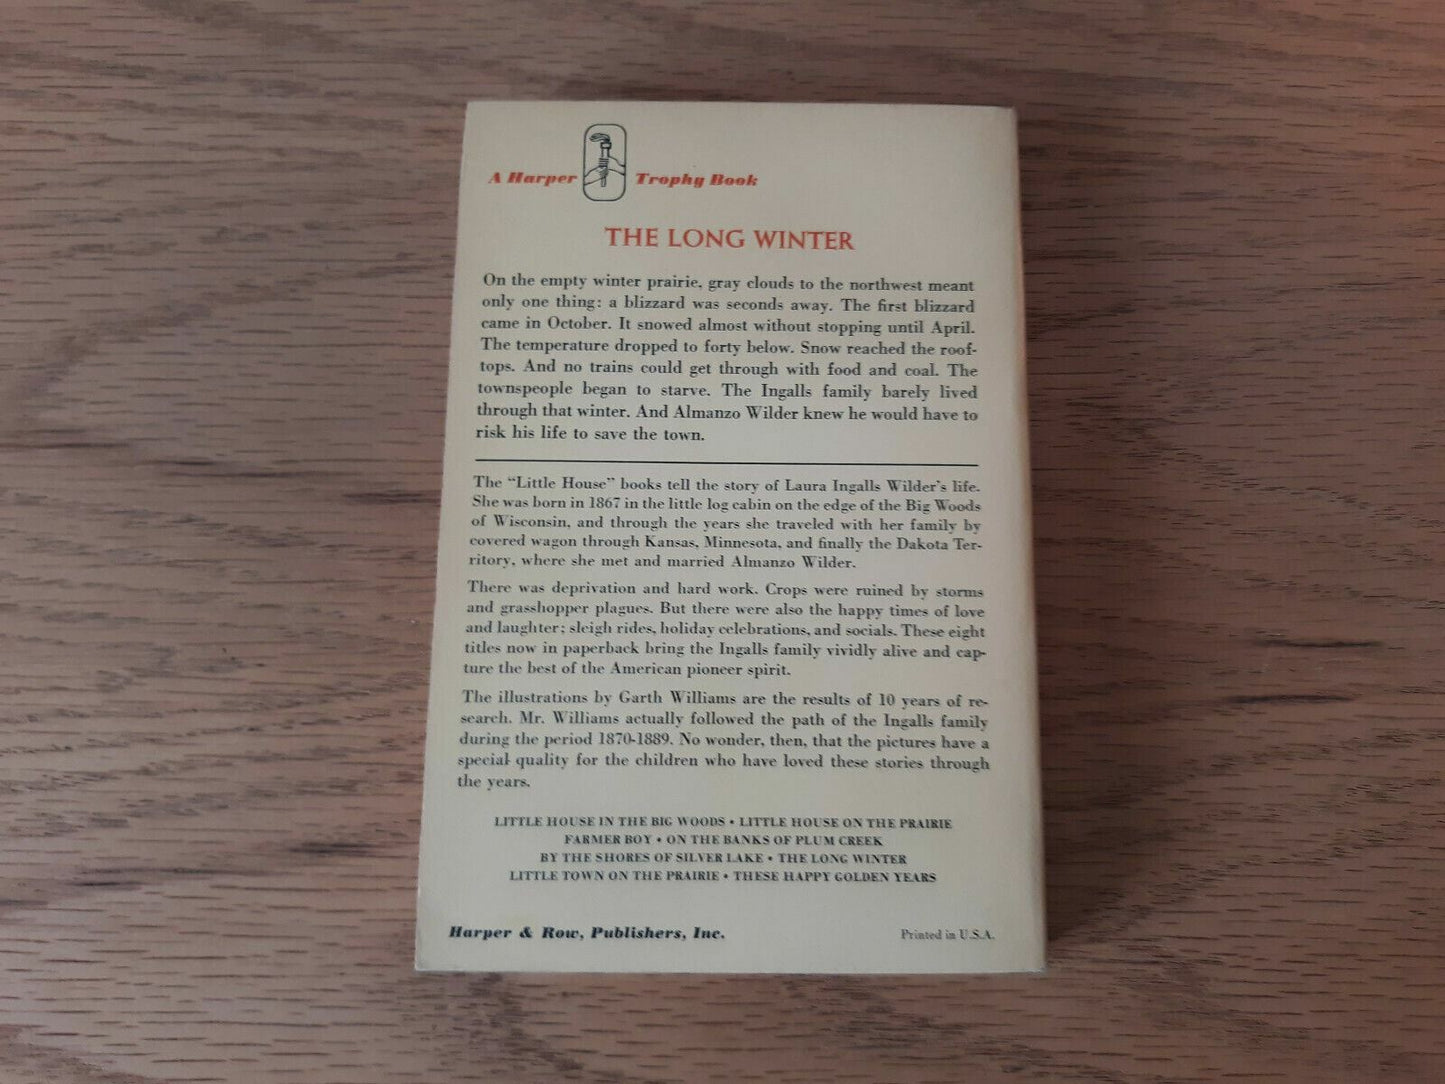 A Harper Trophy Book
THE LONG WINTER
On the empty winter prairie, gray clouds to the northwest meant
only one thing: a blizzard was seconds away. The first blizzard
came in October. It snowed almost without stopping until April.
The temperature dropped to forty below. Snow reached the roof-
tops. And no trains could get through with food and coal. The
townspeople began to starve. The Ingalls family barely lived
through that winter. And Almanzo Wilder knew he would have to
risk his life to save the town.
The "Little House" books tell the story of Laura Ingalls Wilder's life.
She was born in 1867 in the little log cabin on the edge of the Big Woods
of Wisconsin, and through the years she traveled with her family by
covered wagon through Kansas, Minnesota, and finally the Dakota Ter-
ritory, where she met and married Almanzo Wilder.
There was deprivation and hard work. Crops were ruined by storms
and grasshopper plagues. But there were also the happy times of love
and laughter; sleigh rides, holiday celebrations, and socials. These eight
titles now in paperback bring the Ingalls family vividly alive and cap-
ture the best of the American pioneer spirit.
The illustrations by Garth Williams are the results of 10 years of re-
search. Mr. Williams actually followed the path of the Ingalls family
during the period 1870-1889. No wonder, then, that the pictures have a
special quality for the children who have loved these stories through
the years.
LITTLE HOUSE IN THE BIG WOODS • LITTLE HOUSE ON THE PRAIRIE
FARMER BOY • ON THE BANKS OF PLUM CREEK
BY THE SHORES OF SILVER LAKE • THE LONG WINTER
LITTLE TOWN ON THE PRAIRIE • THESE HAPPY GOLDEN YEARS
Harper & Row, Publishers, Inc.
Printed in U.S.A.